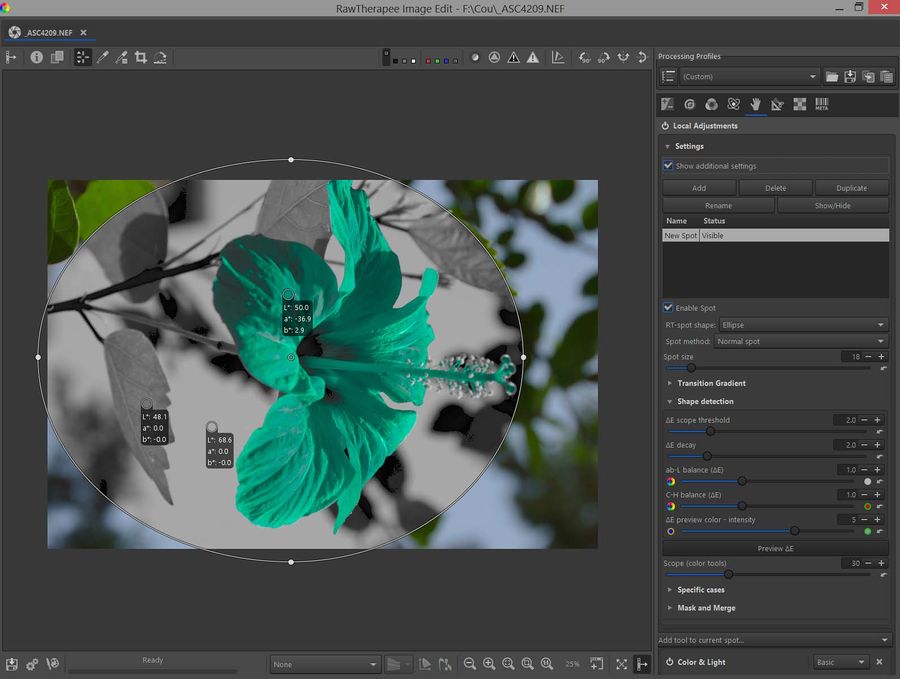 RawTherapee Image Edit - F:\Cou\_ASC4209.NEF
_ASC4209.NEF
Processing Profiles
(Custom)
META
Local Adjustments
Settings
Show additional settings
Add Delete Duplicate
Rename Show/Hide
Name Status
New Spot Visible
Enable Spot
RT-spot shape: Ellipse
Spot method: Normal spot
Spot size 18
Transition Gradient
Shape detection
ΔE scope threshold 2.0
ΔE decay 2.0
ab-L balance (ΔE) 1.0
C-H balance (ΔE) 1.0
ΔE preview color - intensity 5
Preview ΔE
Scope (color tools) 30
Specific cases
Mask and Merge
Add tool to current spot...
Color & Light Basic
L*: 50.0
a*: -36.9
b*: 2.9
L*: 48.1
a*: 0.0
b*: -0.0
L*: 68.6
a*: 0.0
b*: -0.0
Ready
None
25%